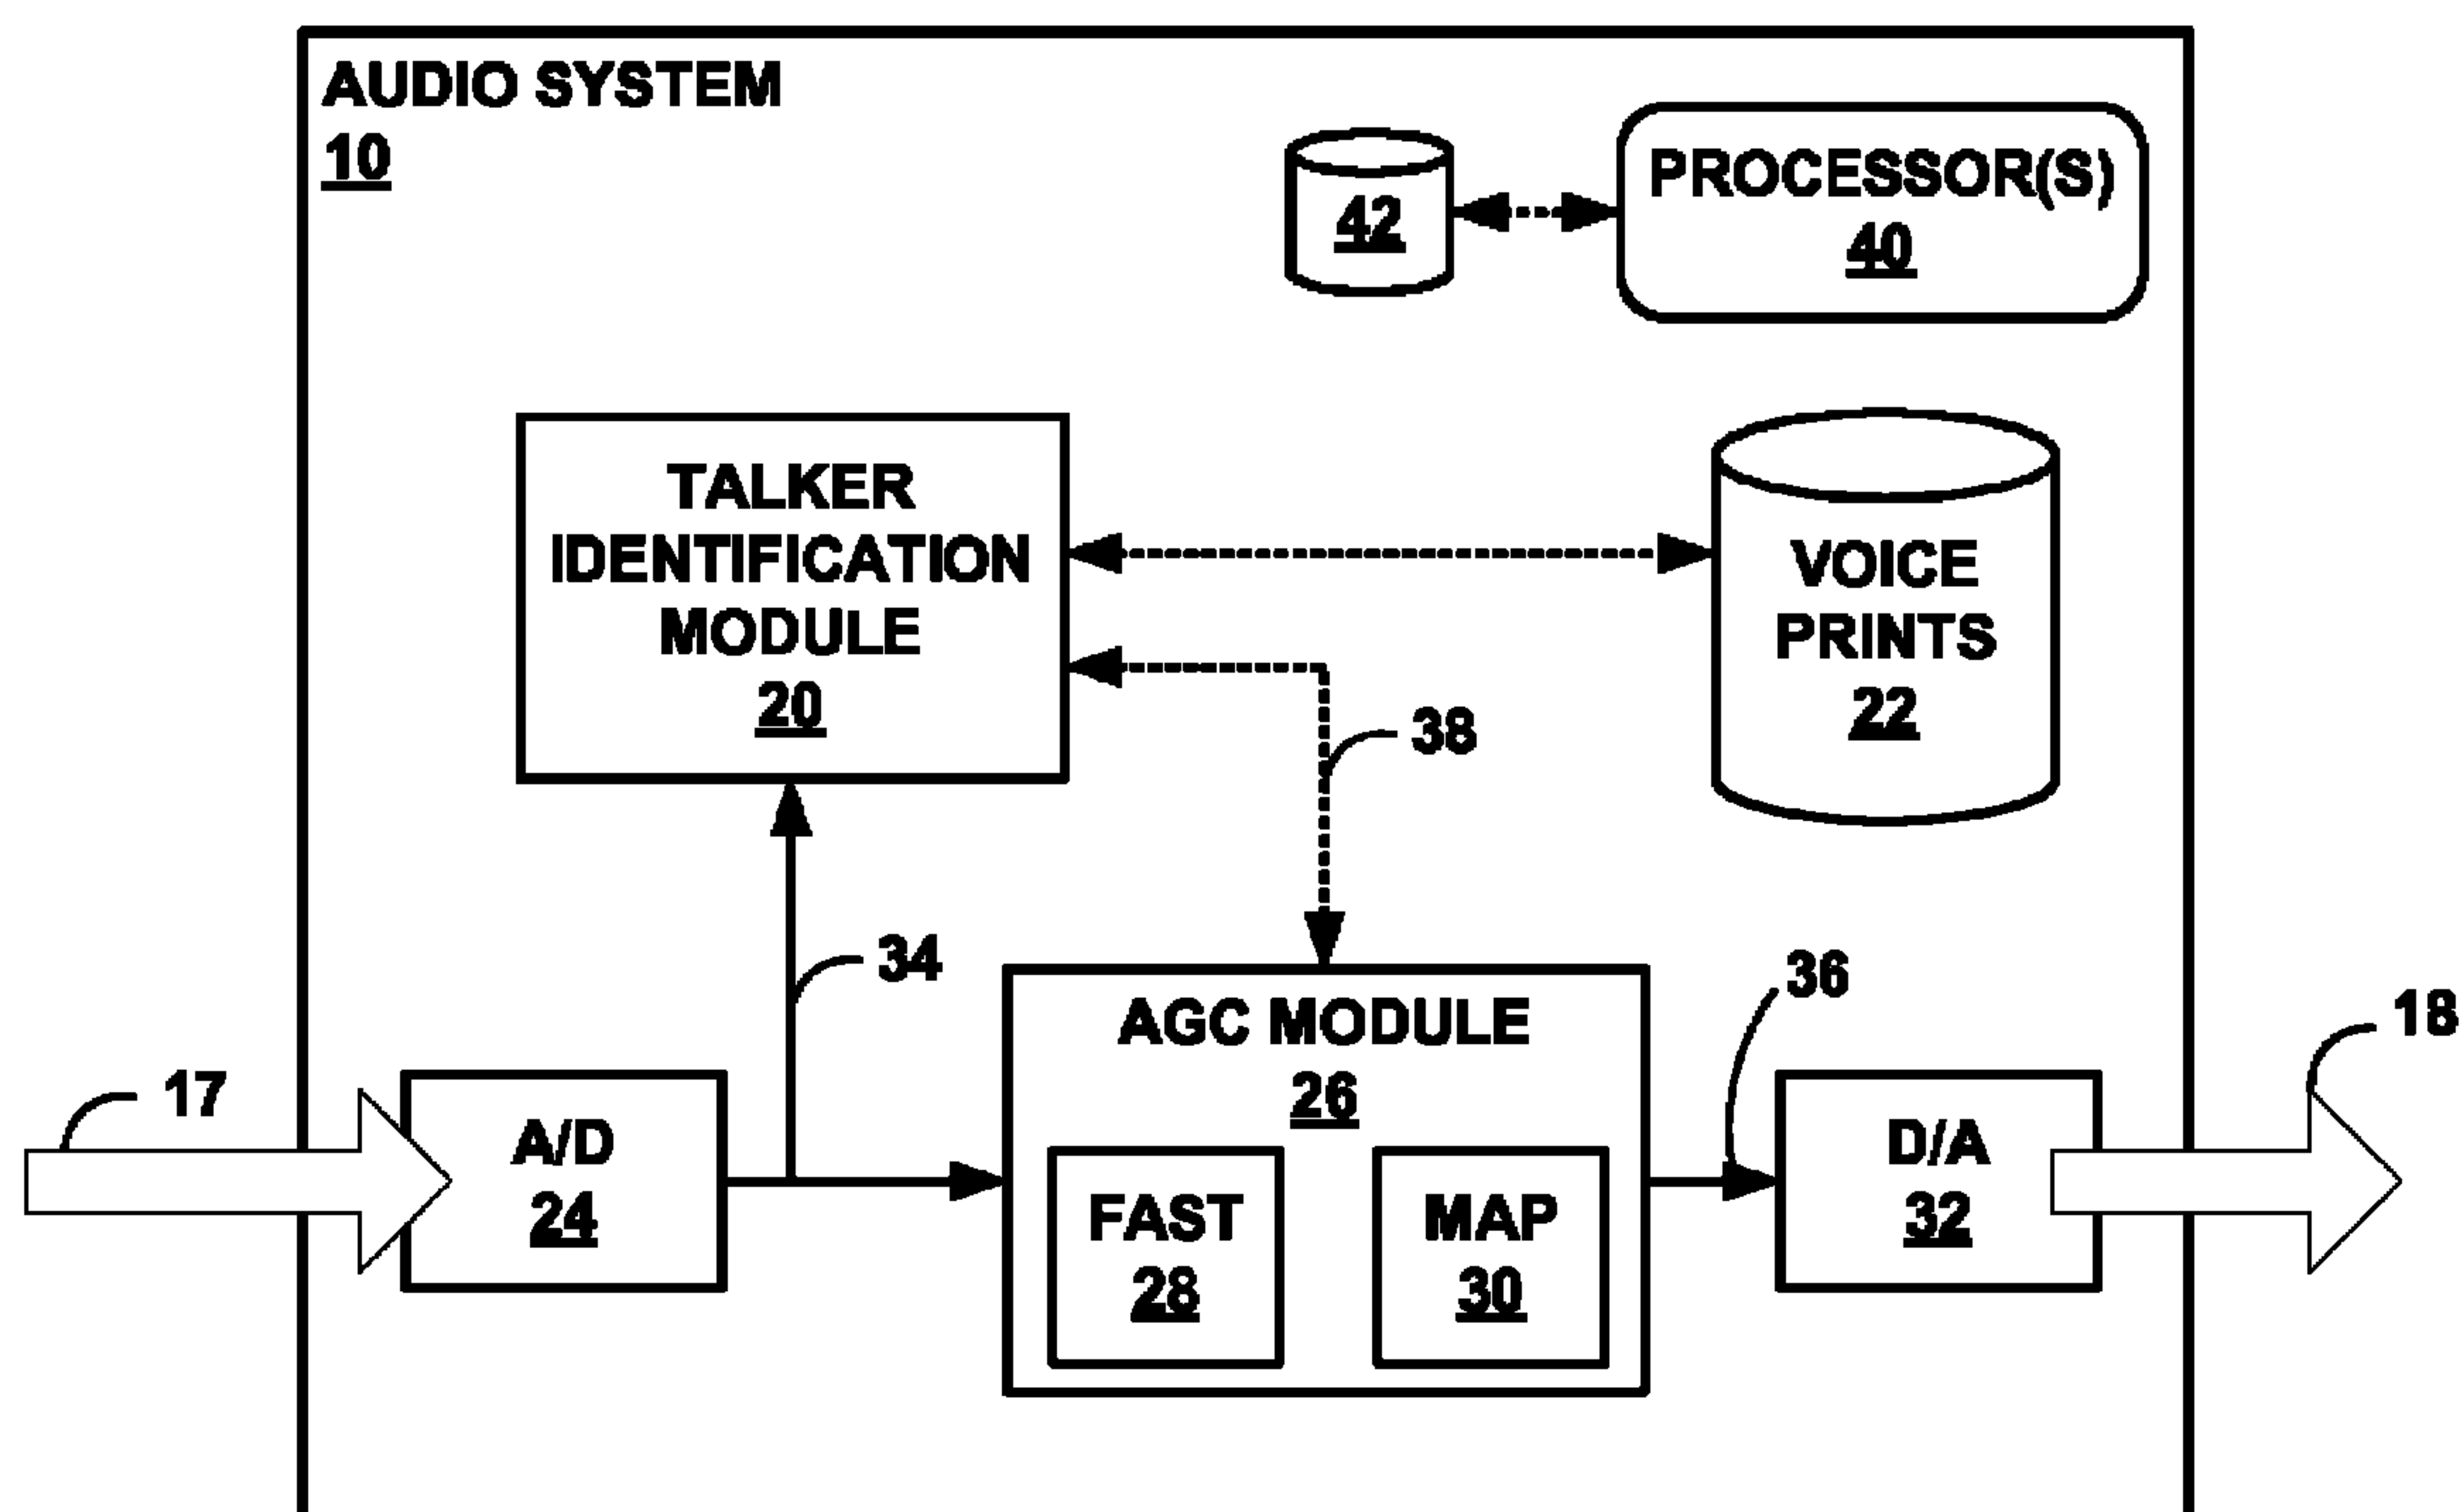 AUDIO SYSTEM
10
42
PROCESSOR(S)
40
TALKER
IDENTIFICATION
MODULE
20
VOICE
PRINTS
22
38
34
36
18
17
A/D
24
AGC MODULE
26
FAST
28
MAP
30
D/A
32